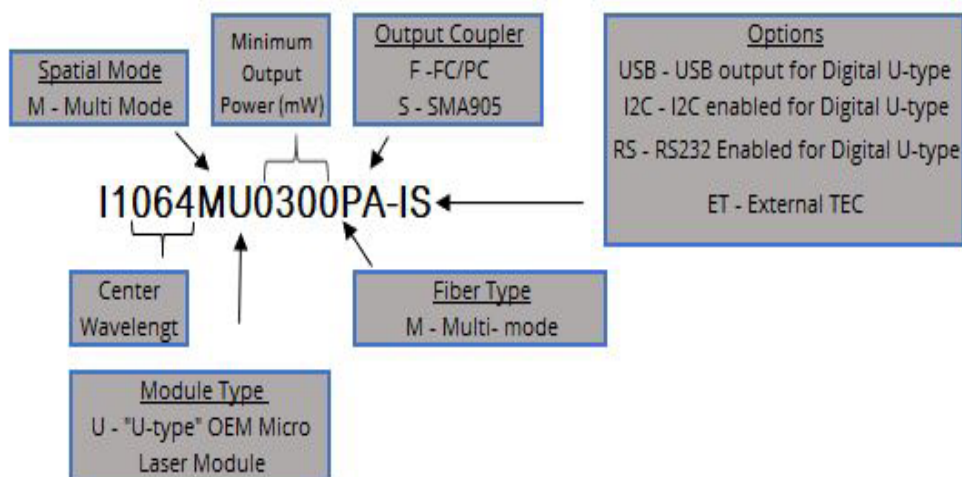 Spatial Mode
M - Multi Mode
Minimum
Output
Power (mW)
Output Coupler
F -FC/PC
S - SMA905
Options
USB - USB output for Digital U-type
I2C - I2C enabled for Digital U-type
RS - RS232 Enabled for Digital U-type
ET - External TEC
I1064MU0300PA-IS
Center
Wavelengt
Fiber Type
M - Multi- mode
Module Type
U - "U-type" OEM Micro
Laser Module